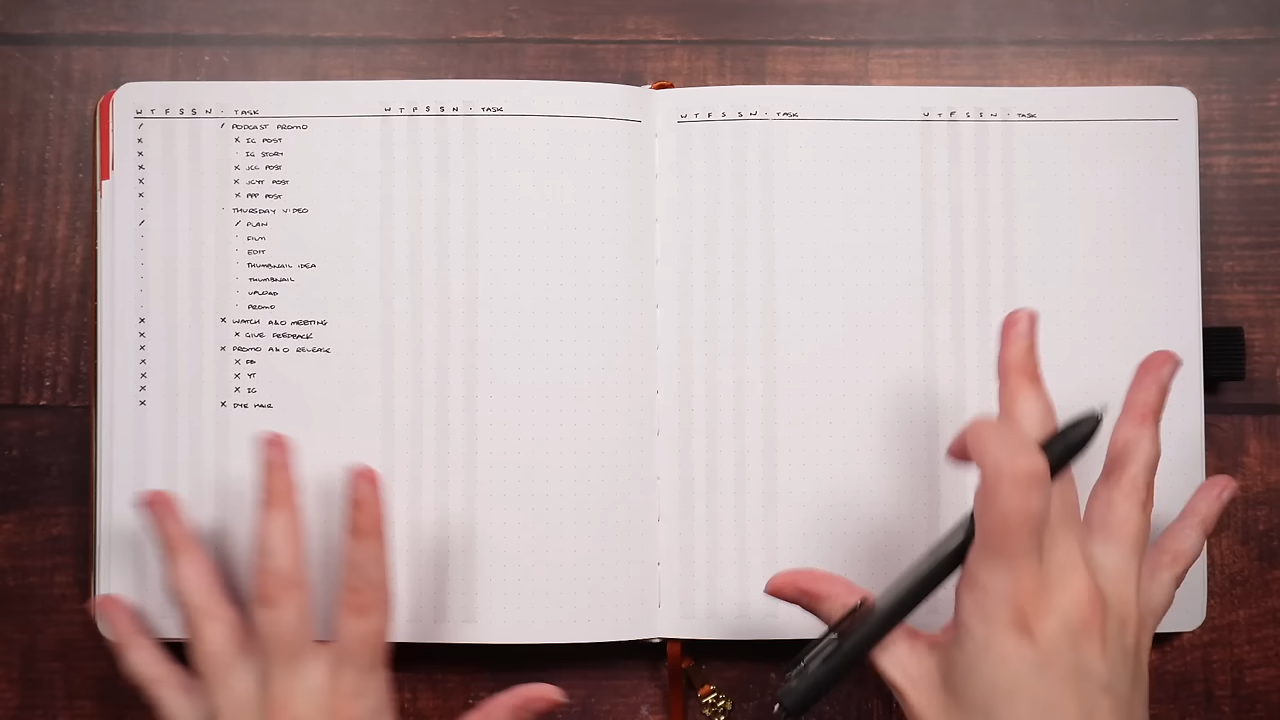 W T F S S N · TASK
W T F S S N · TASK
W T F S S N · TASK
W T F S S N · TASK
/ / PODCAST PROMO
X X IG POST
· IG STORY
X X JCC POST
X X JCYT POST
X X PPP POST
· · THURSDAY VIDEO
/ / PLAN
· · FILM
· · EDIT
· · THUMBNAIL IDEA
· · THUMBNAIL
· · UPLOAD
· · PROMO
X X WATCH AND MEETING
X X GIVE FEEDBACK
X X PROMO AND RELEASE
X X FB
X X YT
X X IG
X X DYE HAIR